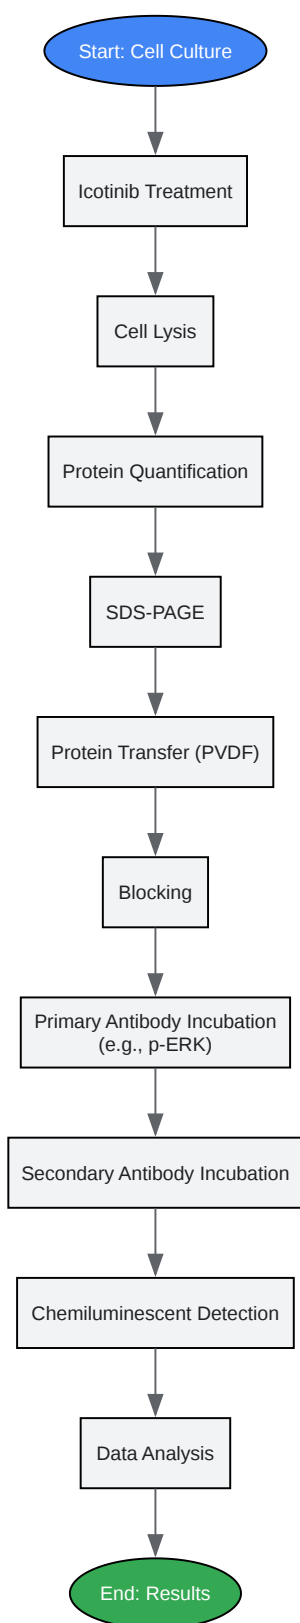 Start: Cell Culture
Icotinib Treatment
Cell Lysis
Protein Quantification
SDS-PAGE
Protein Transfer (PVDF)
Blocking
Primary Antibody Incubation
(e.g., p-ERK)
Secondary Antibody Incubation
Chemiluminescent Detection
Data Analysis
End: Results